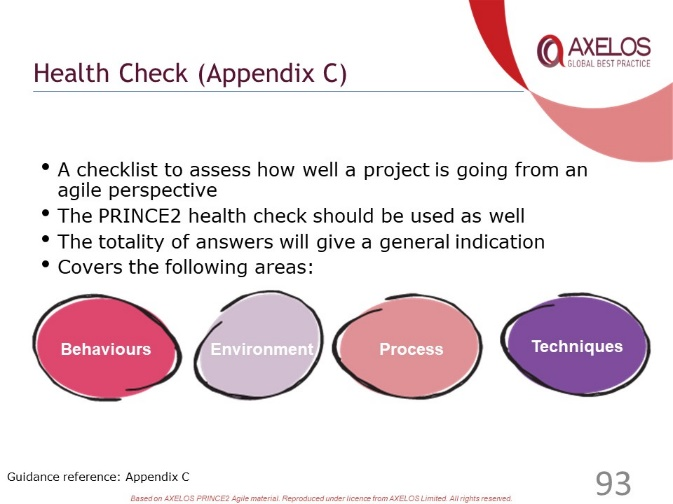 AXELOS
GLOBAL BEST PRACTICE
Health Check (Appendix C)
• A checklist to assess how well a project is going from an
agile perspective
• The PRINCE2 health check should be used as well
• The totality of answers will give a general indication
• Covers the following areas:
Behaviours
Environment
Process
Techniques
Guidance reference: Appendix C
Based on AXELOS PRINCE2 Agile material. Reproduced under licence from AXELOS Limited. All rights reserved.
93